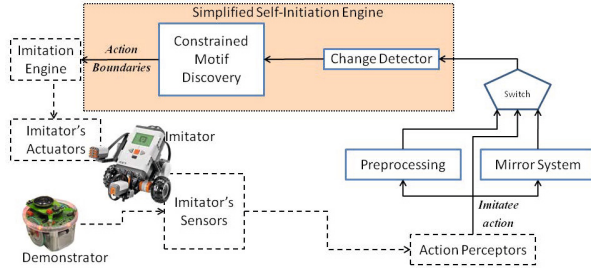 Simplified Self-Initiation Engine
Imitation
Engine
Action
Boundaries
Constrained
Motif
Discovery
Change Detector
Switch
Imitator's
Actuators
Imitator
Preprocessing
Mirror System
Imitator's
Sensors
Imitatee
action
Demonstrator
Action Perceptors